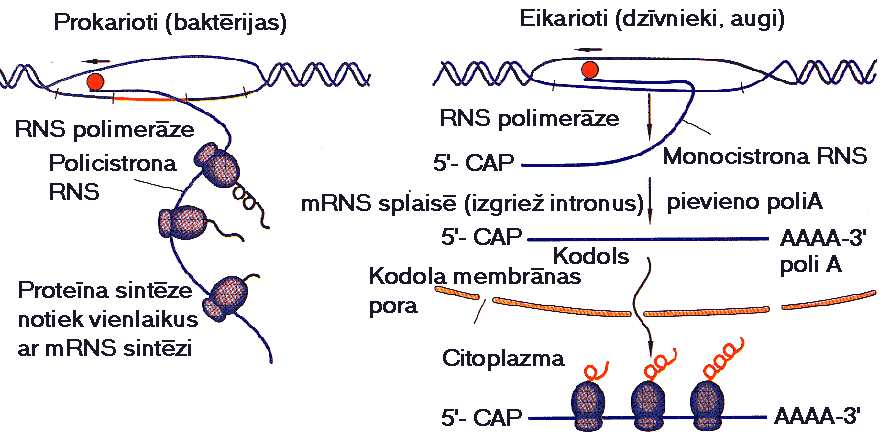 Prokarioti (baktērijas)
RNS polimerāze
Policistrona
RNS
Proteīna sintēze
notiek vienlaikus
ar mRNS sintēzi
Eikarioti (dzīvnieki, augi)
RNS polimerāze
5'- CAP
Monocistrona RNS
mRNS splaisē (izgriež intronus)
pievieno poliA
5'- CAP
AAAA-3'
poli A
Kodols
Kodola membrānas
pora
Citoplazma
5'- CAP
AAAA-3'